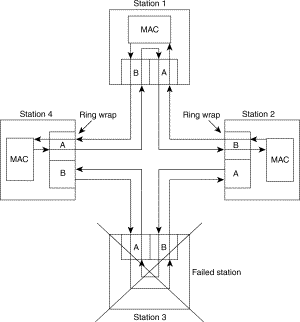 Station 1
MAC
B A
Station 4
Ring wrap
Ring wrap
Station 2
A
MAC
B
B
MAC
A
A B
Failed station
Station 3